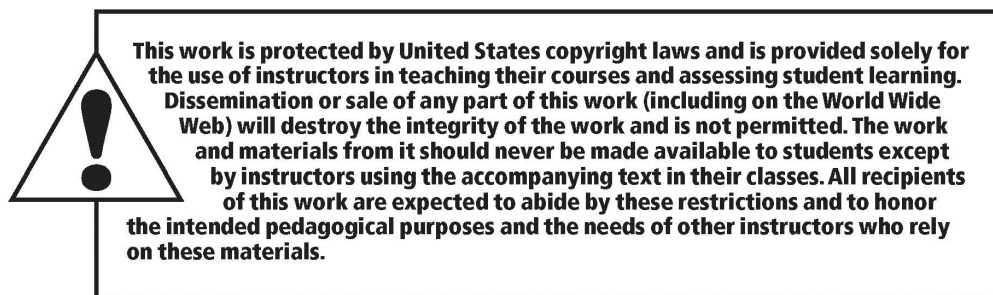 This work is protected by United States copyright laws and is provided solely for
the use of instructors in teaching their courses and assessing student learning.
Dissemination or sale of any part of this work (including on the World Wide
Web) will destroy the integrity of the work and is not permitted. The work
and materials from it should never be made available to students except
by instructors using the accompanying text in their classes. All recipients
of this work are expected to abide by these restrictions and to honor
the intended pedagogical purposes and the needs of other instructors who rely
on these materials.